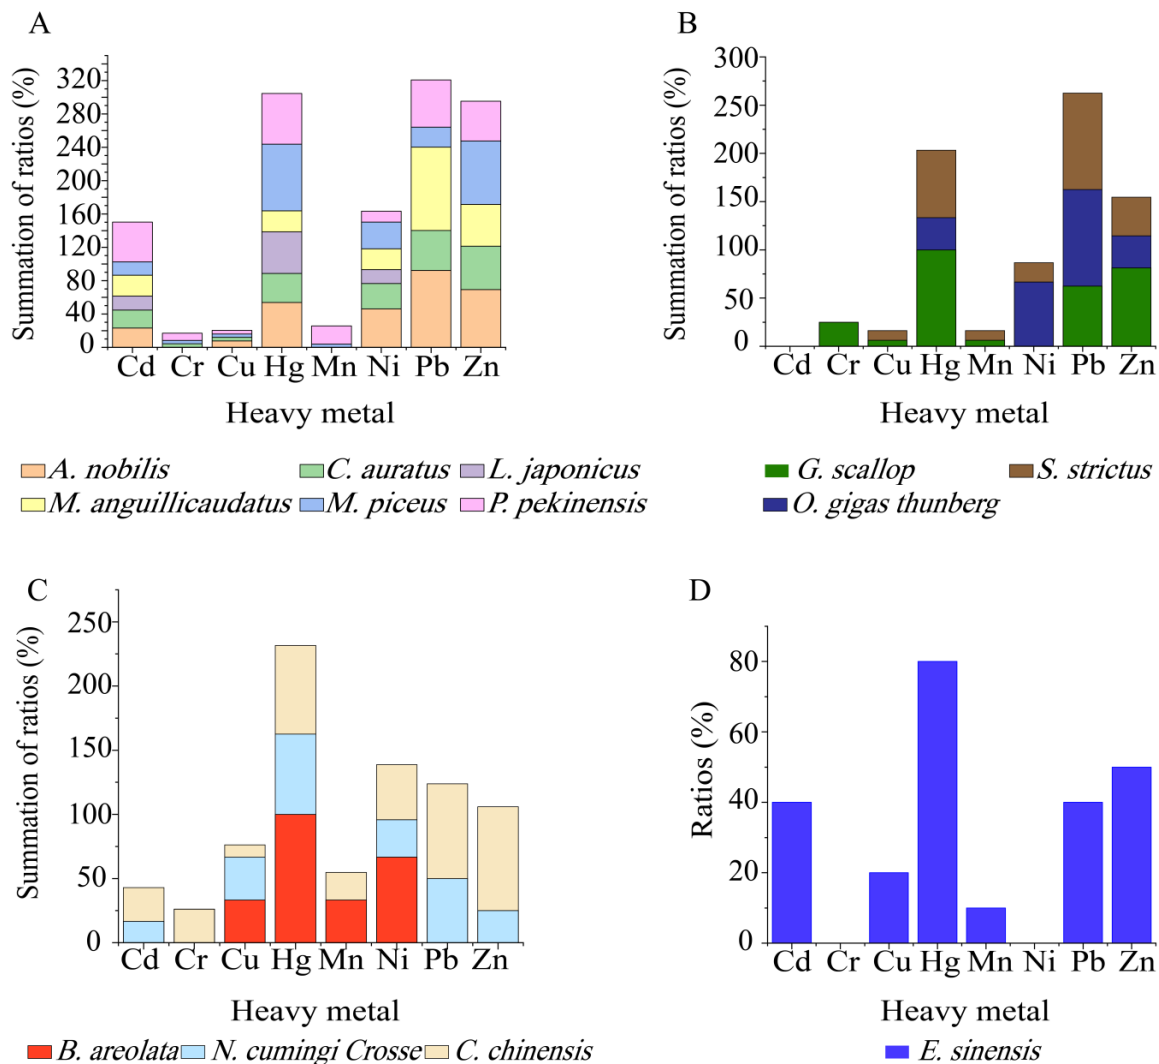 A
Summation of ratios (%)
320
280
240
200
160
120
80
40
0
Cd Cr Cu Hg Mn Ni Pb Zn
Heavy metal
A. nobilis C. auratus L. japonicus
M. anguillicaudatus M. piceus P. pekinensis
B
Summation of ratios (%)
300
250
200
150
100
50
0
Cd Cr Cu Hg Mn Ni Pb Zn
Heavy metal
G. scallop S. strictus
O. gigas thunberg
C
Summation of ratios (%)
250
200
150
100
50
0
Cd Cr Cu Hg Mn Ni Pb Zn
Heavy metal
B. areolata N. cumingi Crosse C. chinensis
D
Ratios (%)
80
60
40
20
0
Cd Cr Cu Hg Mn Ni Pb Zn
Heavy metal
E. sinensis